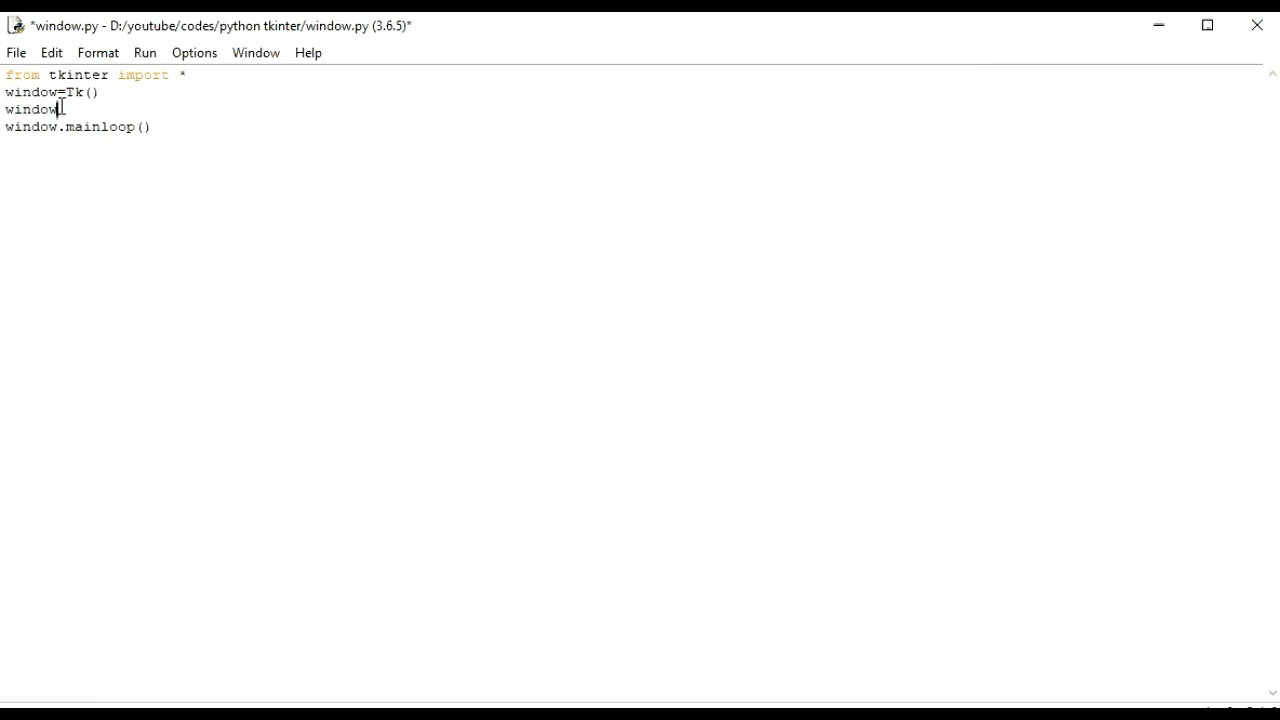 *window.py - D:/youtube/codes/python tkinter/window.py (3.6.5)*
File Edit Format Run Options Window Help
from tkinter import *
window=Tk()
window
window.mainloop()